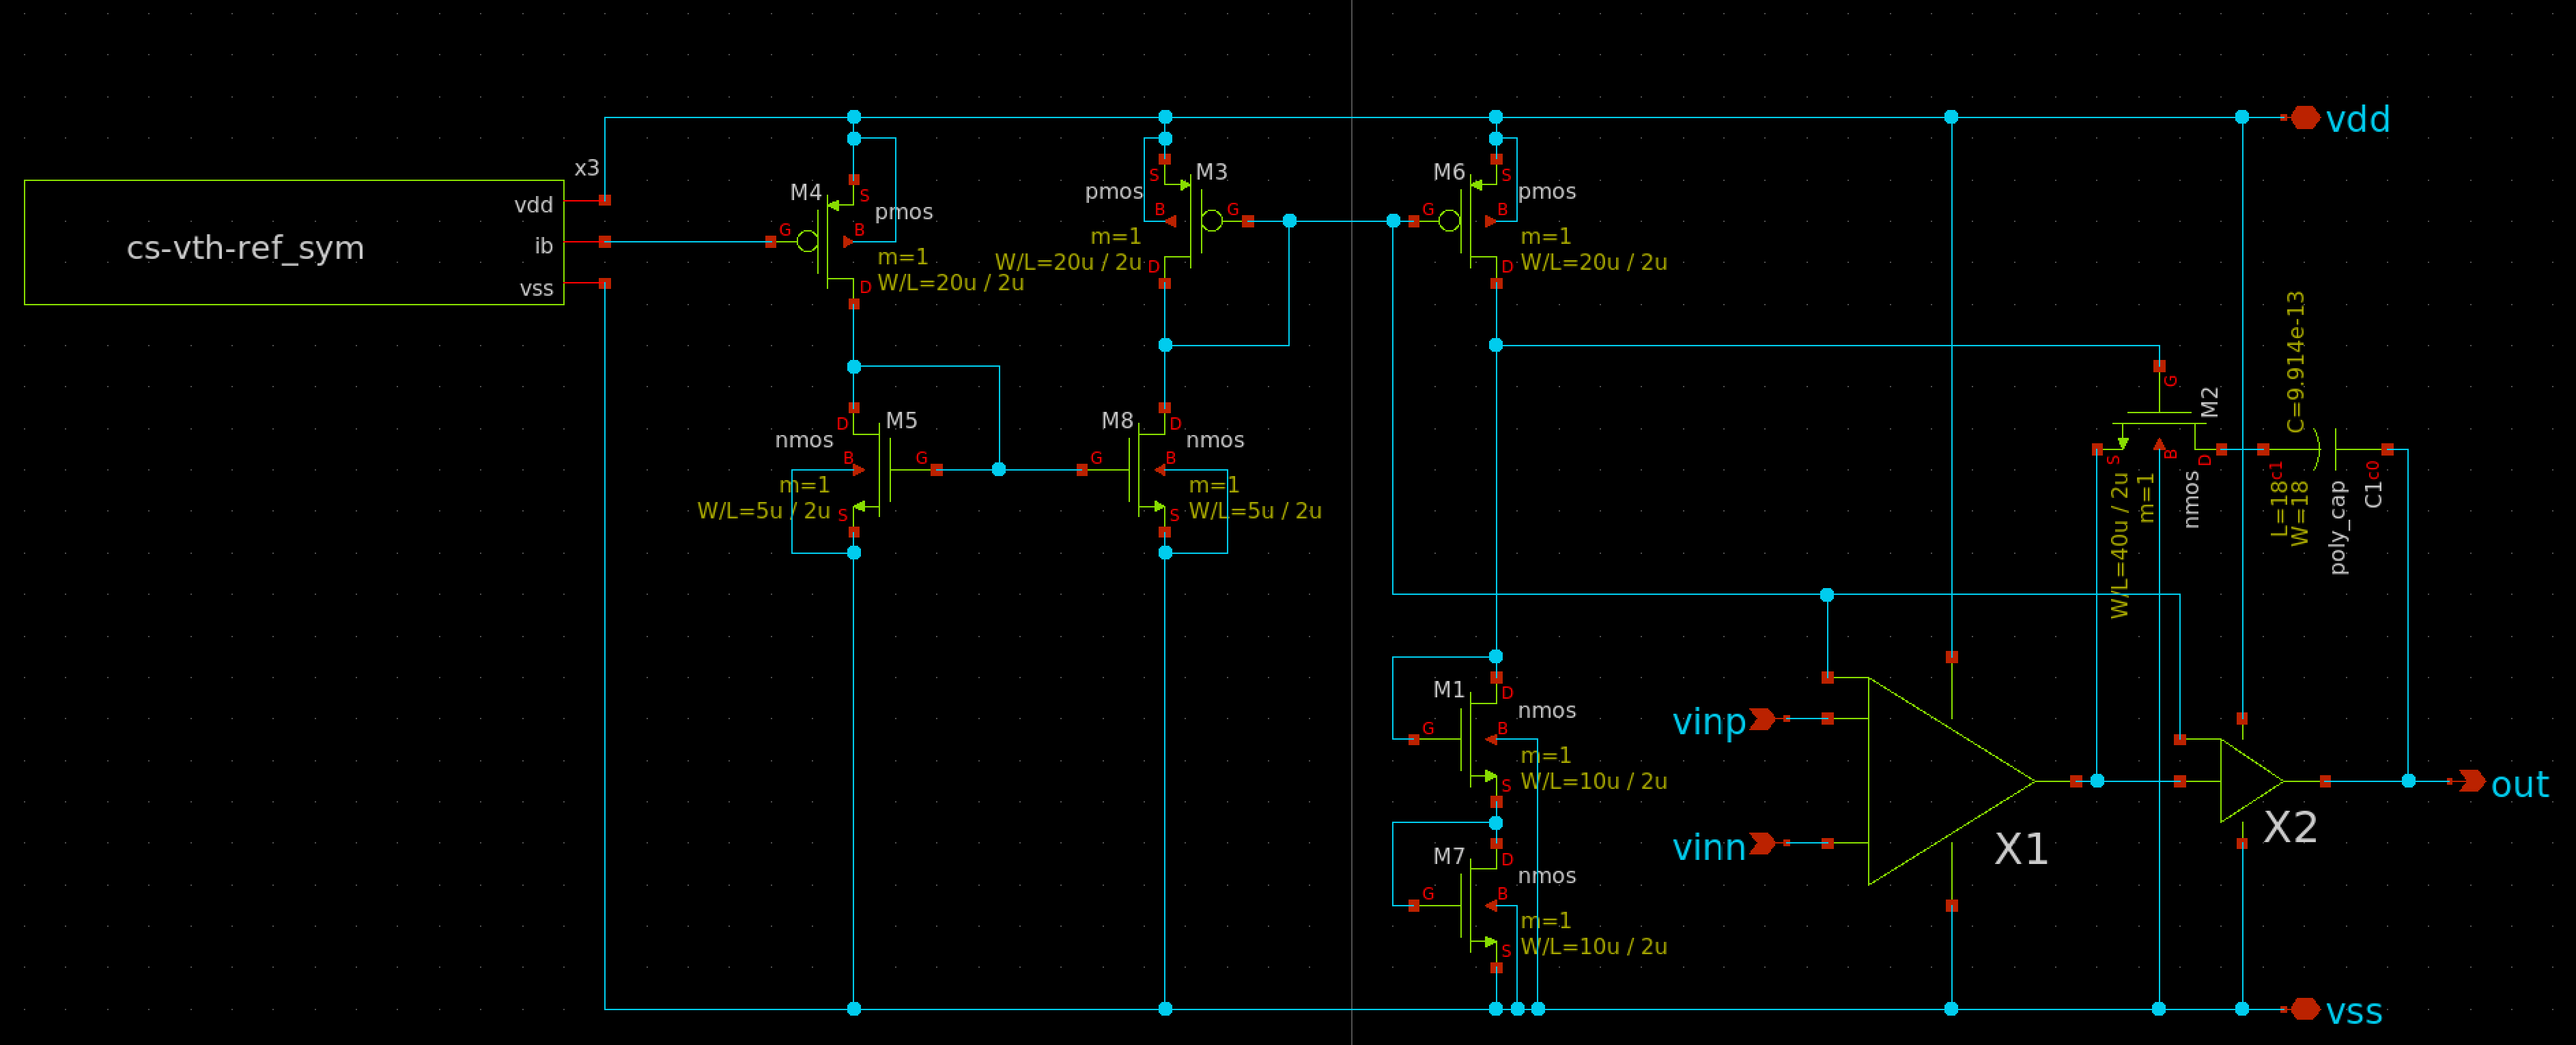 vdd
x3
vdd
cs-vth-ref_sym
ib
vss
M4
S
pmos
G
B
m=1
W/L=20u / 2u
D
M3
S
pmos
B
G
m=1
W/L=20u / 2u
D
M6
S
pmos
G
B
m=1
W/L=20u / 2u
D
M5
D
nmos
B
G
m=1
W/L=5u / 2u
S
M8
D
nmos
G
B
m=1
W/L=5u / 2u
S
G
M2
S
B
D
nmos
m=1
W/L=40u / 2u
C=9.914e-13
c1
c0
L=18
W=18
poly_cap
C1
M1
D
nmos
G
B
m=1
W/L=10u / 2u
S
M7
D
nmos
G
B
m=1
W/L=10u / 2u
S
vinp
vinn
X1
X2
out
vss